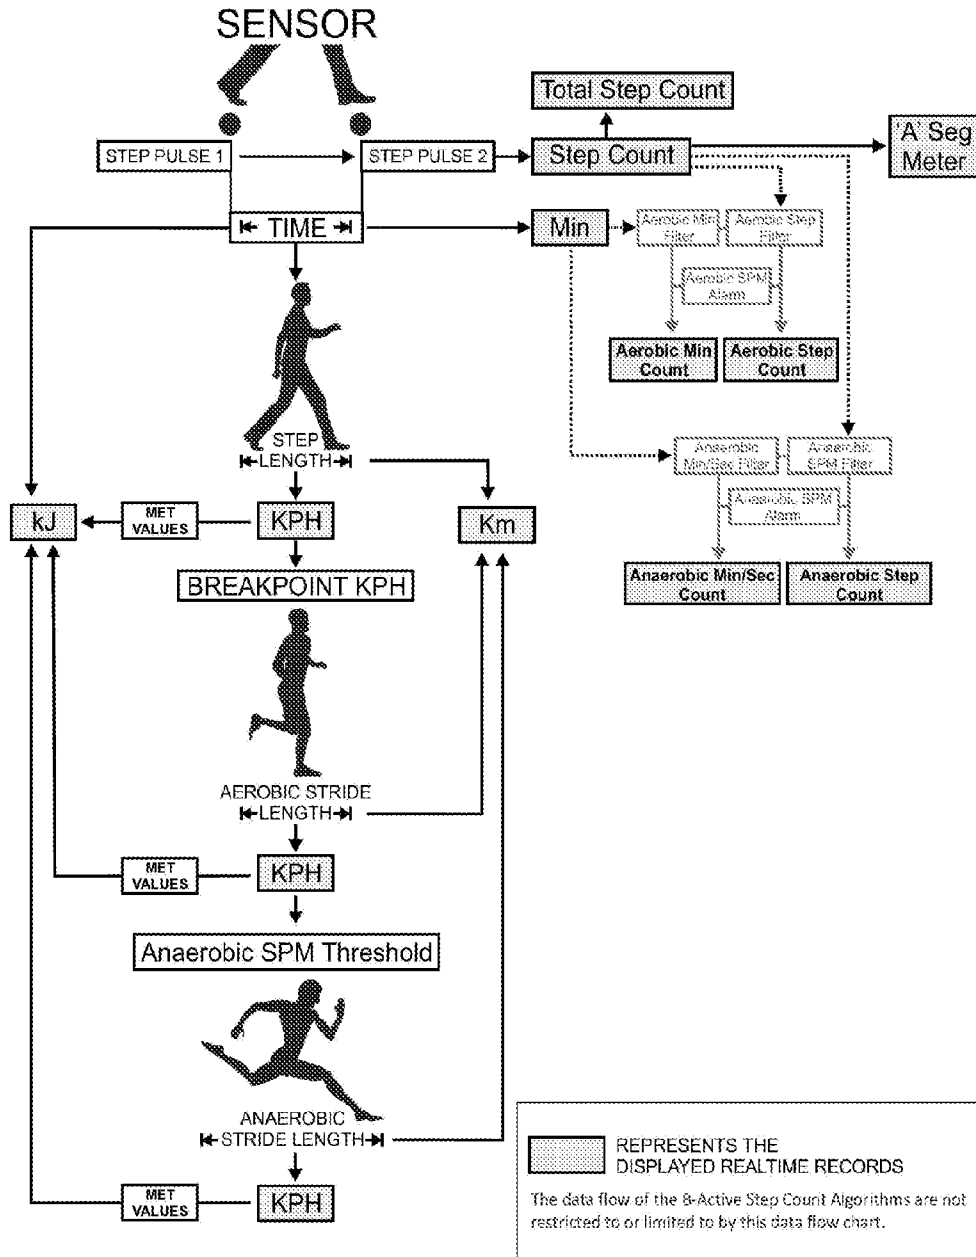 SENSOR
Total Step Count
STEP PULSE 1
STEP PULSE 2
Step Count
'A' Seg
Meter
TIME
Min
Aerobic Min
Filter
Aerobic Step
Filter
Aerobic SPM
Alarm
Aerobic Min
Count
Aerobic Step
Count
STEP
LENGTH
Anaerobic
Min/Sec Filter
Anaerobic
SPM Filter
Anaerobic SPM
Alarm
kJ
MET
VALUES
KPH
Km
BREAKPOINT KPH
Anaerobic Min/Sec
Count
Anaerobic Step
Count
AEROBIC STRIDE
LENGTH
MET
VALUES
KPH
Anaerobic SPM Threshold
ANAEROBIC
STRIDE LENGTH
MET
VALUES
KPH
REPRESENTS THE
DISPLAYED REALTIME RECORDS
The data flow of the 8-Active Step Count Algorithms are not
restricted to or limited to by this data flow chart.